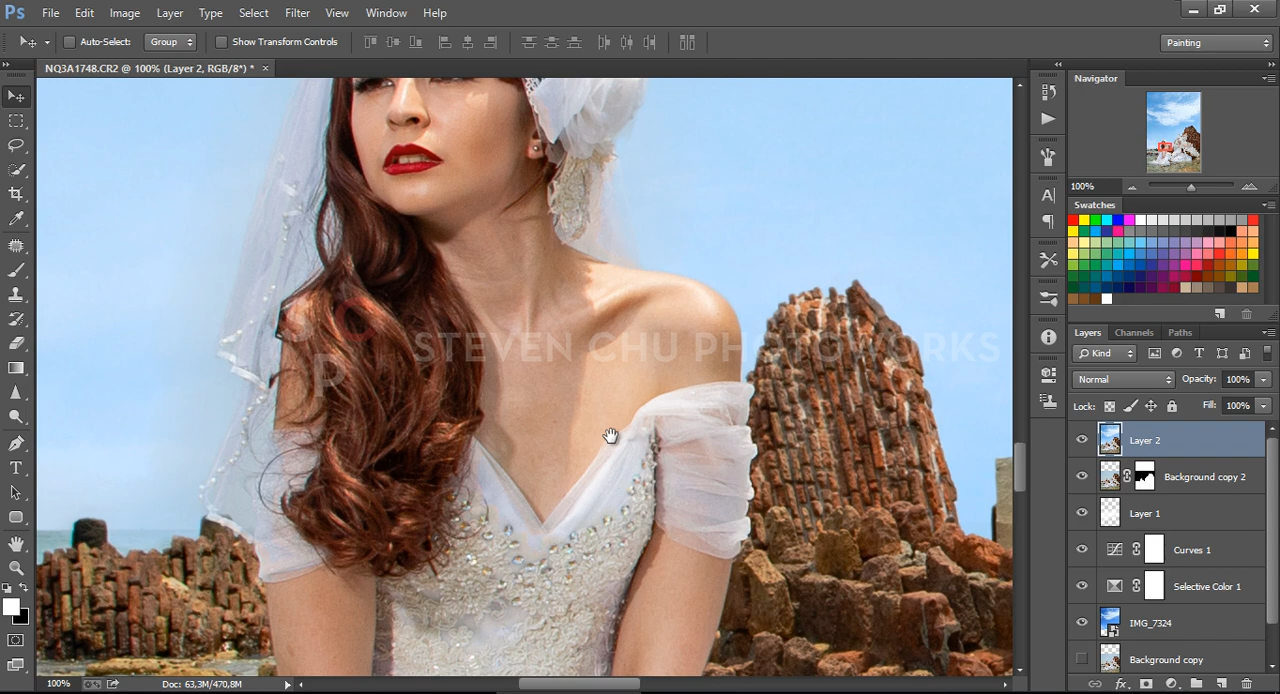 Ps File Edit Image Layer Type Select Filter View Window Help
Auto-Select: Group Show Transform Controls Painting
NQ3A1748.CR2 @ 100% (Layer 2, RGB/8*) * ×
Navigator
100%
Swatches
STEVEN CHU PHOTOWORKS
Layers Channels Paths
Kind
Normal Opacity: 100%
Lock: Fill: 100%
Layer 2
Background copy 2
Layer 1
Curves 1
Selective Color 1
IMG_7324
Background copy
100% Doc: 63,3M/470,8M